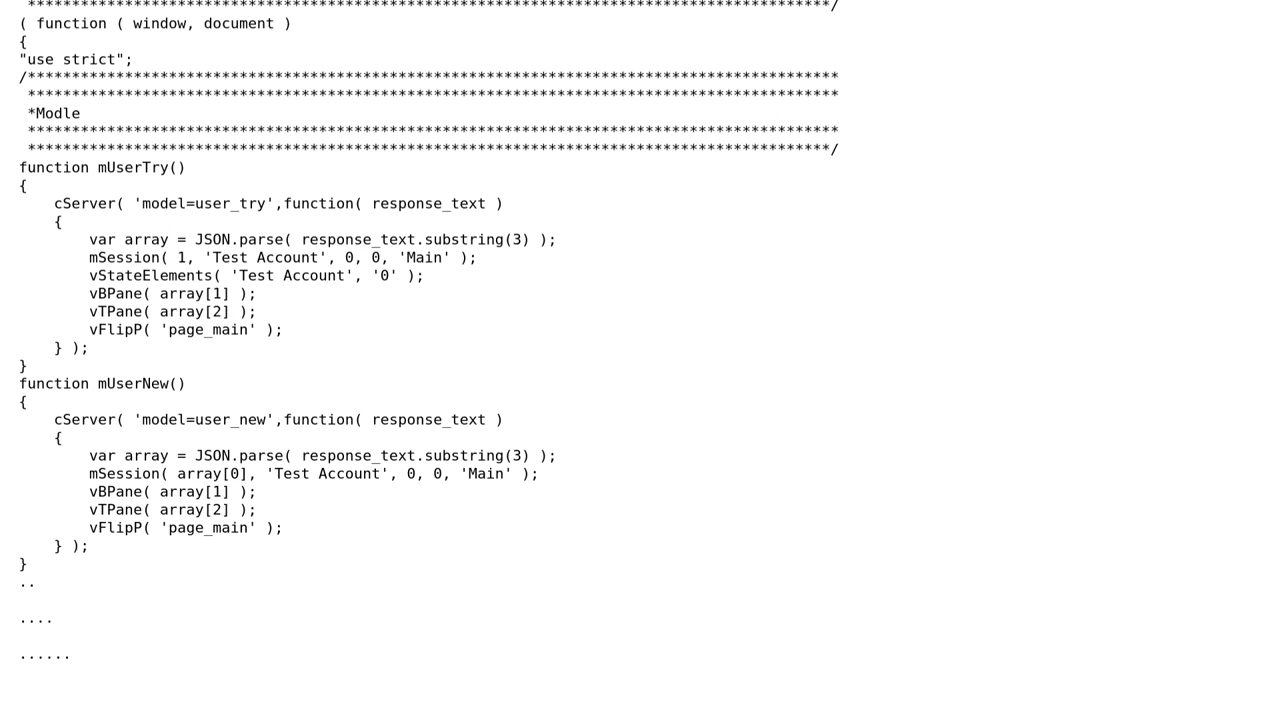 *******************************************************************************************/
( function ( window, document )
{
"use strict";
/********************************************************************************************
 ********************************************************************************************
 *Modle
 ********************************************************************************************
 *******************************************************************************************/
function mUserTry()
{
    cServer( 'model=user_try',function( response_text )
    {
        var array = JSON.parse( response_text.substring(3) );
        mSession( 1, 'Test Account', 0, 0, 'Main' );
        vStateElements( 'Test Account', '0' );
        vBPane( array[1] );
        vTPane( array[2] );
        vFlipP( 'page_main' );
    } );
}
function mUserNew()
{
    cServer( 'model=user_new',function( response_text )
    {
        var array = JSON.parse( response_text.substring(3) );
        mSession( array[0], 'Test Account', 0, 0, 'Main' );
        vBPane( array[1] );
        vTPane( array[2] );
        vFlipP( 'page_main' );
    } );
}
..
....
......